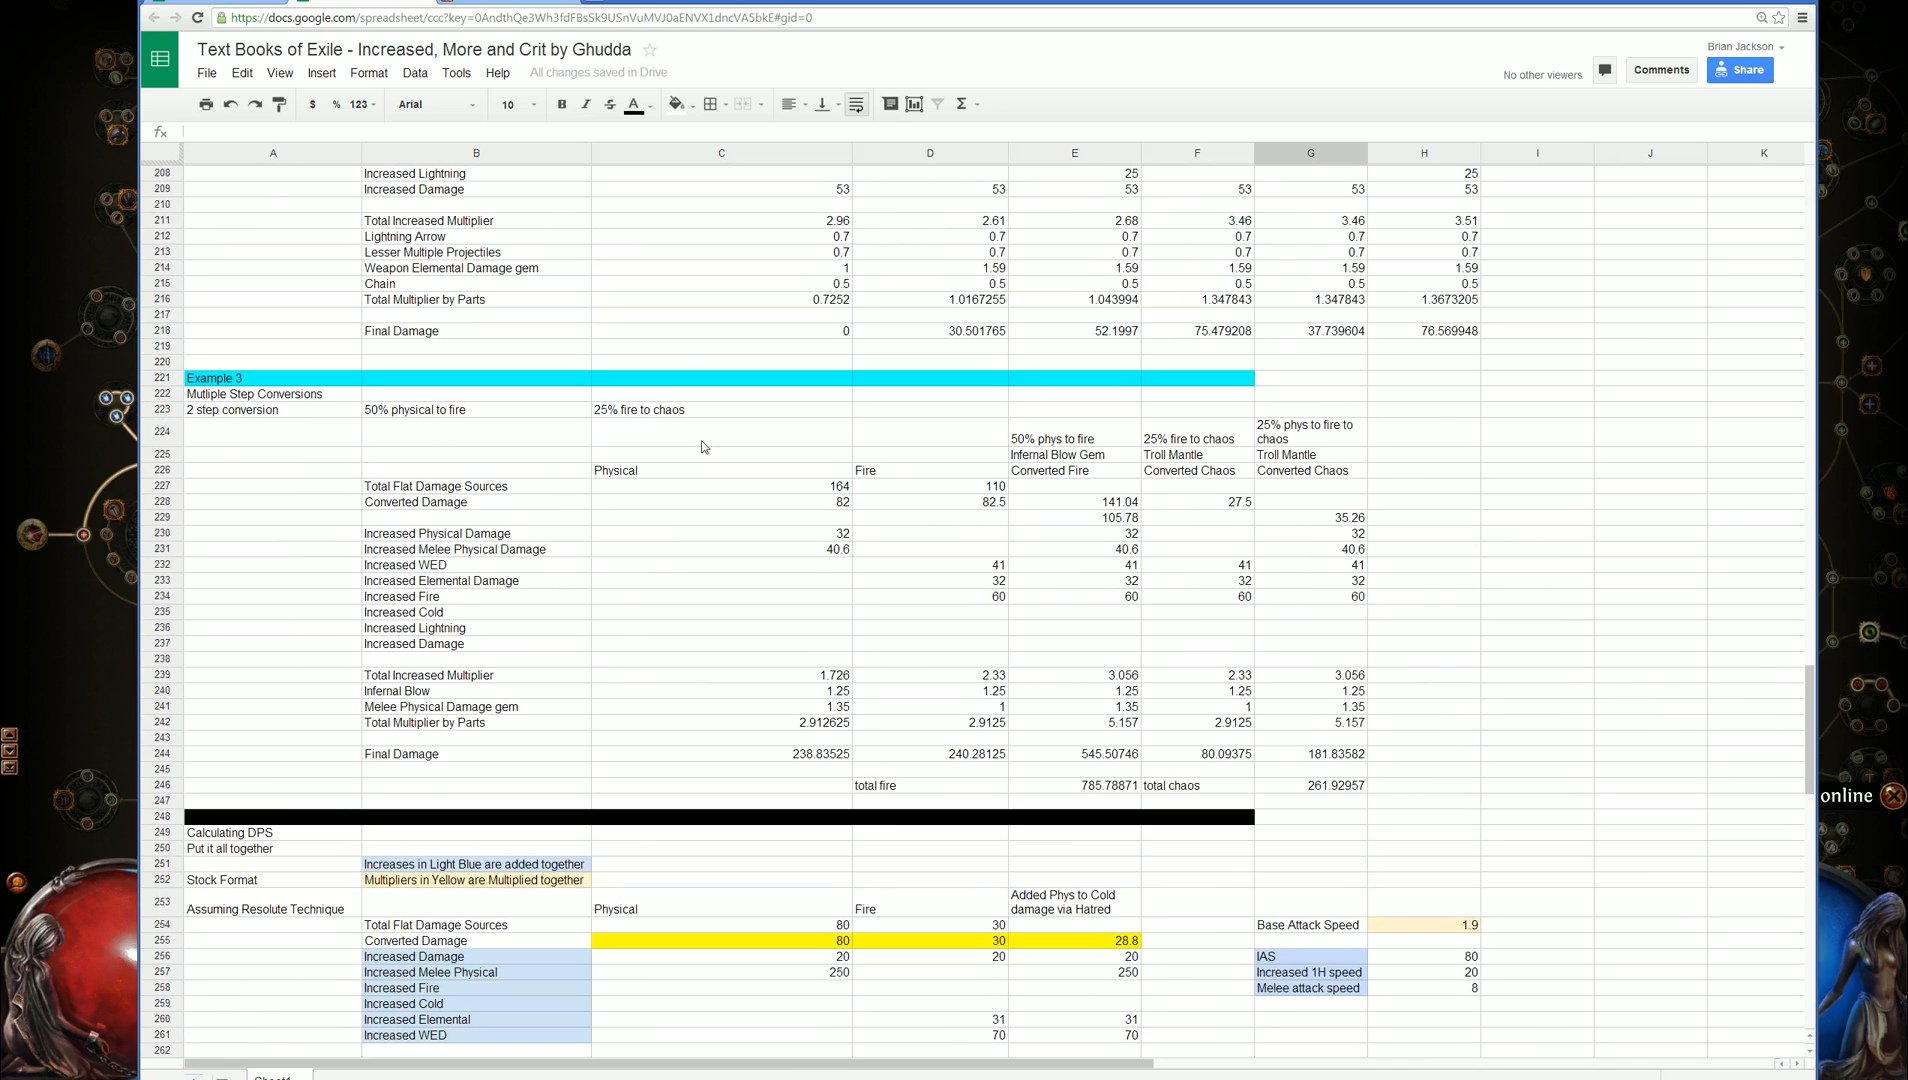 https://docs.google.com/spreadsheet/ccc?key=0AndthQe3Wh3fdFBsSk9USnVuMVJ0aENVX1dncVA5bkE#gid=0
Text Books of Exile - Increased, More and Crit by Ghudda
Brian Jackson
File Edit View Insert Format Data Tools Help All changes saved in Drive
No other viewers Comments Share
$ % 123 Arial 10 B I S A Σ
fx
A B C D E F G H I J K
208 Increased Lightning 25 25
209 Increased Damage 53 53 53 53 53 53
210
211 Total Increased Multiplier 2.96 2.61 2.68 3.46 3.46 3.51
212 Lightning Arrow 0.7 0.7 0.7 0.7 0.7 0.7
213 Lesser Multiple Projectiles 0.7 0.7 0.7 0.7 0.7 0.7
214 Weapon Elemental Damage gem 1 1.59 1.59 1.59 1.59 1.59
215 Chain 0.5 0.5 0.5 0.5 0.5 0.5
216 Total Multiplier by Parts 0.7252 1.0167255 1.043994 1.347843 1.347843 1.3673205
217
218 Final Damage 0 30.501765 52.1997 75.479208 37.739604 76.569948
219
220
221 Example 3
222 Mutliple Step Conversions
223 2 step conversion 50% physical to fire 25% fire to chaos
224 50% phys to fire 25% fire to chaos 25% phys to fire to chaos
225 Infernal Blow Gem Troll Mantle Troll Mantle
226 Physical Fire Converted Fire Converted Chaos Converted Chaos
227 Total Flat Damage Sources 164 110
228 Converted Damage 82 82.5 141.04 27.5
229 105.78 35.26
230 Increased Physical Damage 32 32 32
231 Increased Melee Physical Damage 40.6 40.6 40.6
232 Increased WED 41 41 41 41
233 Increased Elemental Damage 32 32 32 32
234 Increased Fire 60 60 60 60
235 Increased Cold
236 Increased Lightning
237 Increased Damage
238
239 Total Increased Multiplier 1.726 2.33 3.056 2.33 3.056
240 Infernal Blow 1.25 1.25 1.25 1.25 1.25
241 Melee Physical Damage gem 1.35 1 1.35 1 1.35
242 Total Multiplier by Parts 2.912625 2.9125 5.157 2.9125 5.157
243
244 Final Damage 238.83525 240.28125 545.50746 80.09375 181.83582
245
246 total fire 785.78871 total chaos 261.92957
247
248
249 Calculating DPS
250 Put it all together
251 Increases in Light Blue are added together
252 Stock Format Multipliers in Yellow are Multiplied together
253 Assuming Resolute Technique Physical Fire Added Phys to Cold damage via Hatred
254 Total Flat Damage Sources 80 30 Base Attack Speed 1.9
255 Converted Damage 80 30 28.8
256 Increased Damage 20 20 20 IAS 80
257 Increased Melee Physical 250 250 Increased 1H speed 20
258 Increased Fire Melee attack speed 8
259 Increased Cold
260 Increased Elemental 31 31
261 Increased WED 70 70
262
online